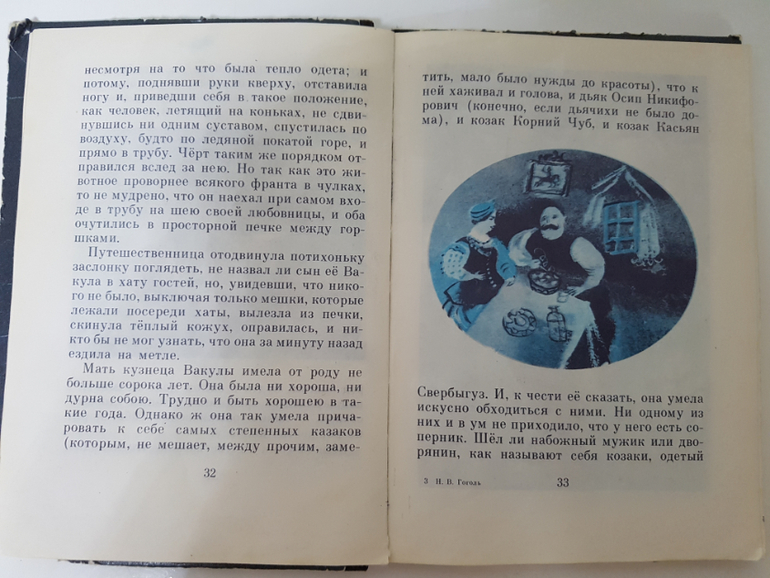 несмотря на то что была тепло одета; и
потому, поднявши руки кверху, отставила
ногу и, приведши себя в такое положение,
как человек, летящий на коньках, не сдви-
нувшись ни одним суставом, спустилась по
воздуху, будто по ледяной покатой горе, и
прямо в трубу. Чёрт таким же порядком от-
правился вслед за нею. Но так как это жи-
вотное проворнее всякого франта в чулках,
то не мудрено, что он наехал при самом вхо-
де в трубу на шею своей любовницы, и оба
очутились в просторной печке между гор-
шками.
Путешественница отодвинула потихоньку
заслонку поглядеть, не назвал ли сын её Ва-
кула в хату гостей, но, увидевши, что нико-
го не было, выключая только мешки, которые
лежали посереди хаты, вылезла из печки,
скинула тёплый кожух, оправилась, и ни-
кто бы не мог узнать, что она за минуту назад
ездила на метле.
Мать кузнеца Вакулы имела от роду не
больше сорока лет. Она была ни хороша, ни
дурна собою. Трудно и быть хорошею в та-
кие года. Однако ж она так умела прича-
ровать к себе самых степенных казаков
(которым, не мешает, между прочим, заме-
32
тить, мало было нужды до красоты), что к
ней хаживал и голова, и дьяк Осип Никифо-
рович (конечно, если дьячихи не было до-
ма), и козак Корний Чуб, и козак Касьян
Свербыгуз. И, к чести её сказать, она умела
искусно обходиться с ними. Ни одному из
них и в ум не приходило, что у него есть со-
перник. Шёл ли набожный мужик или дво-
рянин, как называют себя козаки, одетый
3 Н. В. Гоголь
33